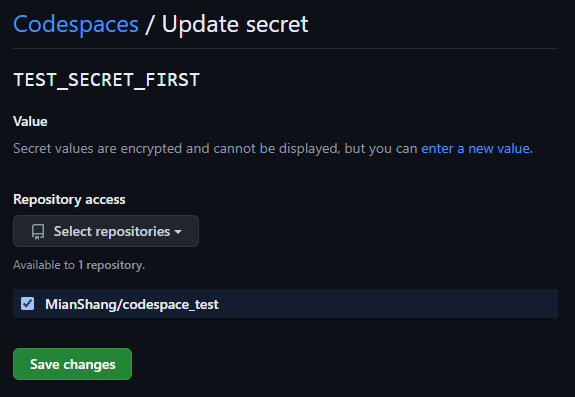 Codespaces / Update secret
TEST_SECRET_FIRST
Value
Secret values are encrypted and cannot be displayed, but you can enter a new value.
Repository access
Select repositories
Available to 1 repository.
MianShang/codespace_test
Save changes